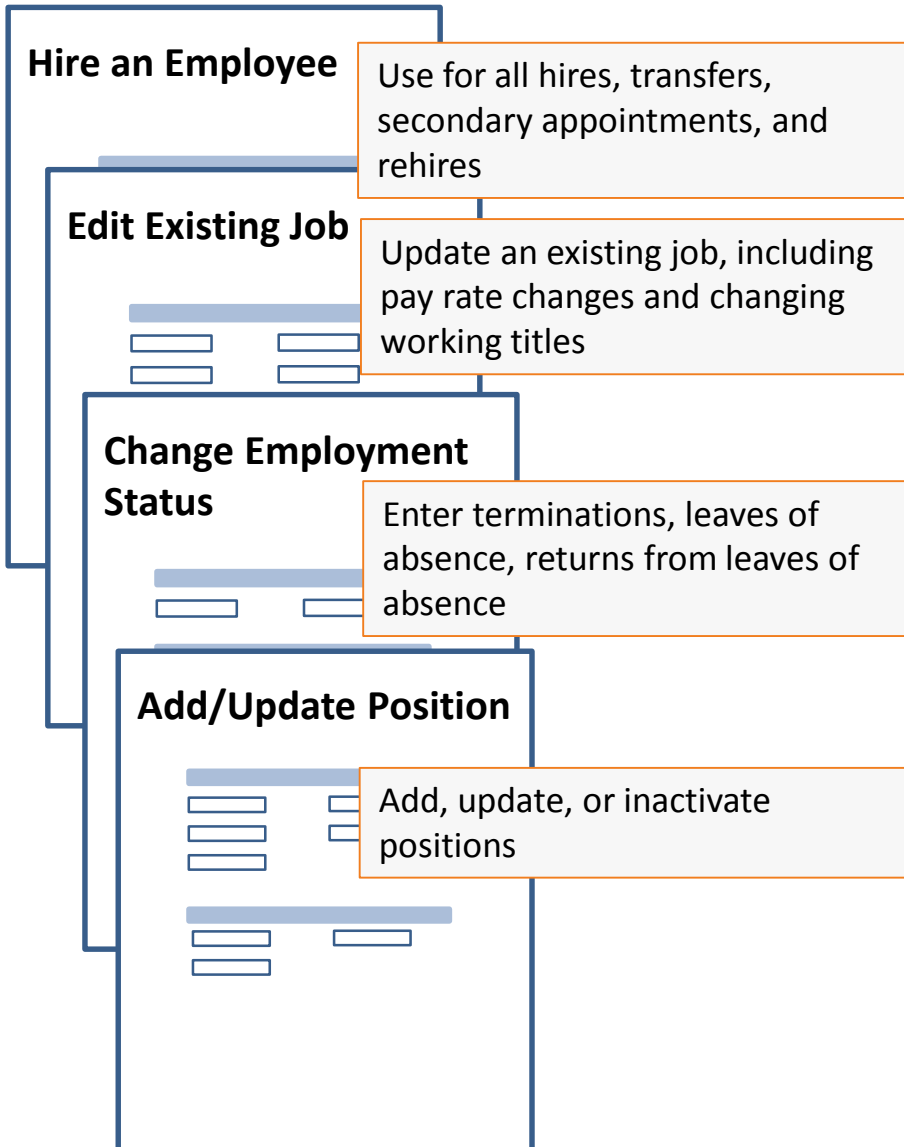 Hire an Employee
Use for all hires, transfers,
secondary appointments, and
rehires
Edit Existing Job
Update an existing job, including
pay rate changes and changing
working titles
Change Employment
Status
Enter terminations, leaves of
absence, returns from leaves of
absence
Add/Update Position
Add, update, or inactivate
positions